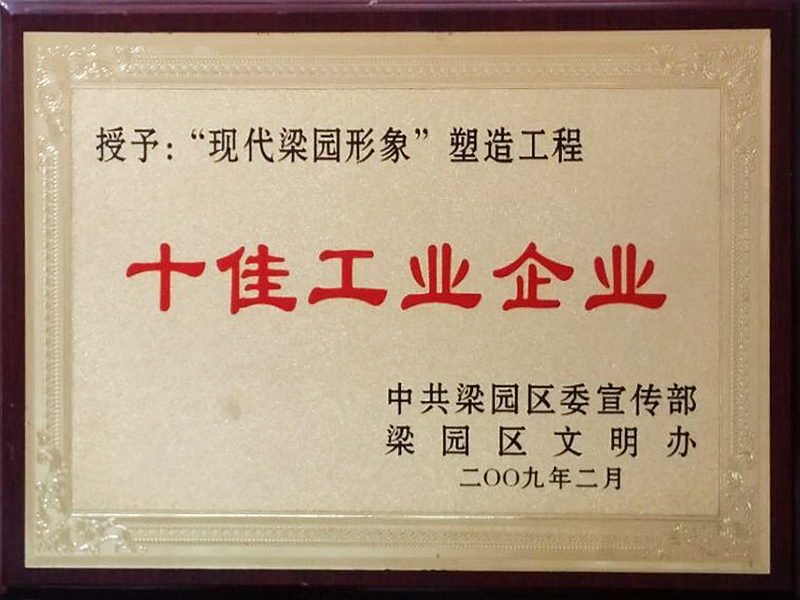 授予：“现代梁园形象”塑造工程
十佳工业企业
中共梁园区委宣传部
梁园区文明办
二〇〇九年二月